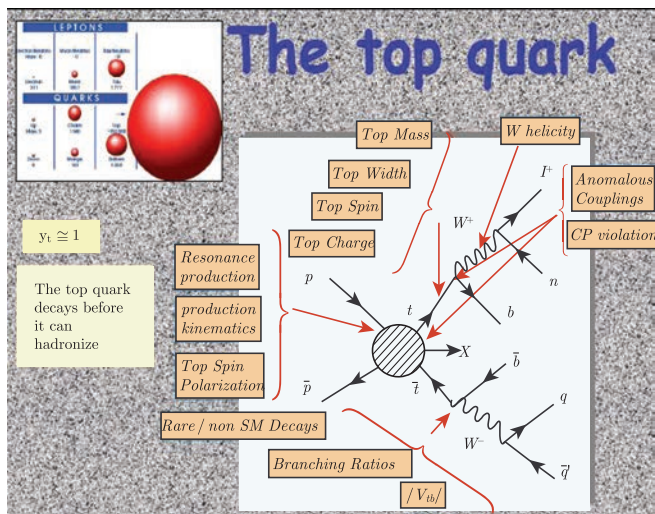 The top quark
LEPTONS
QUARKS
Top Mass
W helicity
Top Width
Top Spin
Top Charge
Anomalous
Couplings
CP violation
y_t ≅ 1
The top quark
decays before
it can
hadronize
Resonance
production
production
kinematics
Top Spin
Polarization
Rare / non SM Decays
Branching Ratios
/V_tb/
I⁺
W⁺
n
p
t
b
X
p̄
t̄
b̄
q
W⁻
q̄'